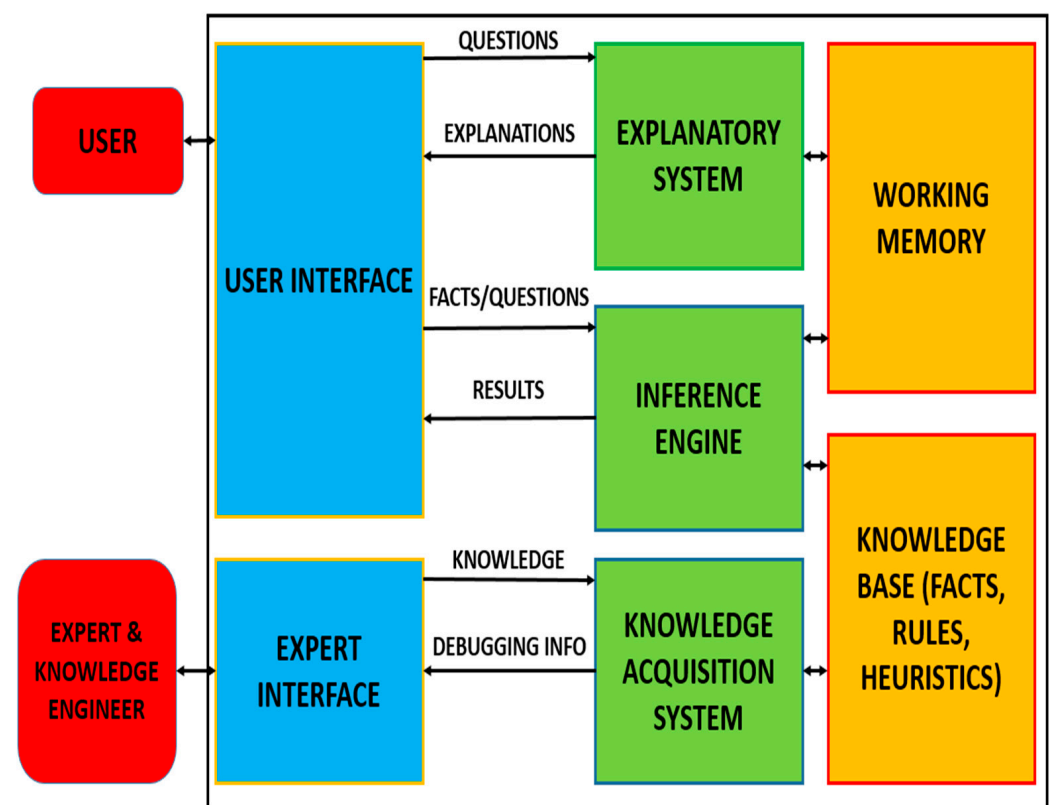 QUESTIONS
USER
EXPLANATIONS
EXPLANATORY
SYSTEM
WORKING
MEMORY
USER INTERFACE
FACTS/QUESTIONS
RESULTS
INFERENCE
ENGINE
KNOWLEDGE
BASE (FACTS,
RULES,
HEURISTICS)
KNOWLEDGE
EXPERT &
KNOWLEDGE
ENGINEER
EXPERT
INTERFACE
DEBUGGING INFO
KNOWLEDGE
ACQUISITION
SYSTEM